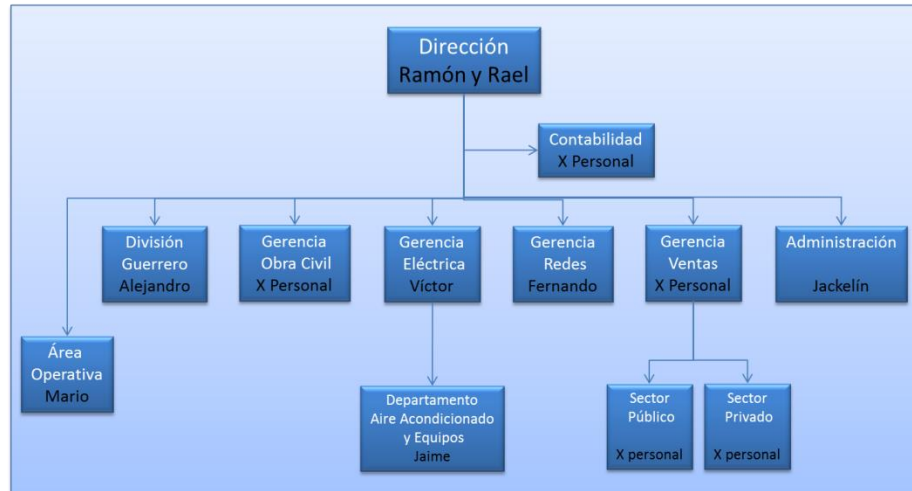 Dirección
Ramón y Rael
Contabilidad
X Personal
División
Guerrero
Alejandro
Gerencia
Obra Civil
X Personal
Gerencia
Eléctrica
Víctor
Gerencia
Redes
Fernando
Gerencia
Ventas
X Personal
Administración
Jackelín
Área
Operativa
Mario
Departamento
Aire Acondicionado
y Equipos
Jaime
Sector
Público
X personal
Sector
Privado
X personal